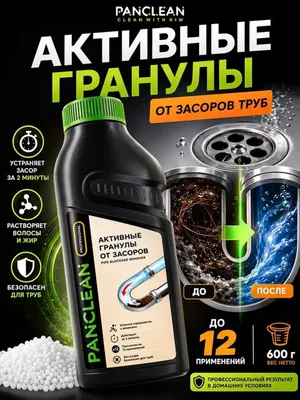 PANCLEAN
CLEAN WITH HIM
АКТИВНЫЕ
ГРАНУЛЫ
ОТ ЗАСОРОВ ТРУБ
УСТРАНЯЕТ
ЗАСОР
ЗА 2 МИНУТЫ
РАСТВОРЯЕТ
ВОЛОСЫ
И ЖИР
БЕЗОПАСЕН
ДЛЯ ТРУБ
PANCLEAN
PROFESSIONAL
АКТИВНЫЕ
ГРАНУЛЫ
ОТ ЗАСОРОВ
PIPE BLOCKAGE REMOVER
ДО
ПОСЛЕ
ДО
12
ПРИМЕНЕНИЙ
600 г
ВЕС НЕТТО
ПРОФЕССИОНАЛЬНЫЙ РЕЗУЛЬТАТ
В ДОМАШНИХ УСЛОВИЯХ